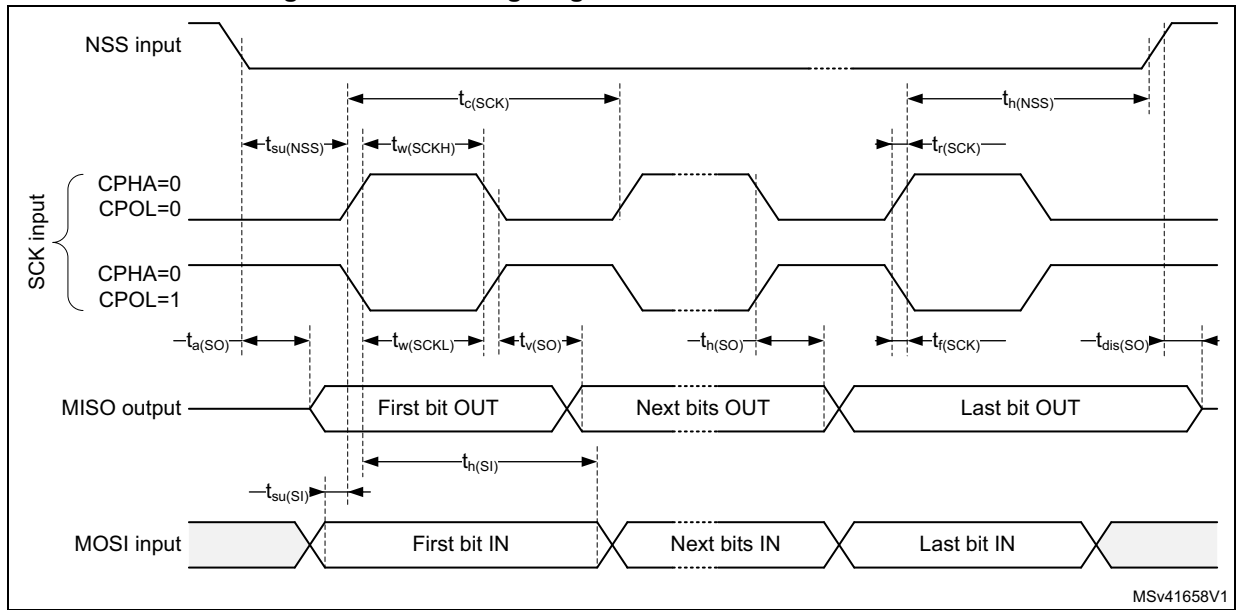 NSS input
tc(SCK)
th(NSS)
tsu(NSS)
tw(SCKH)
tr(SCK)
CPHA=0
CPOL=0
SCK input
CPHA=0
CPOL=1
ta(SO)
tw(SCKL)
tv(SO)
th(SO)
tf(SCK)
tdis(SO)
MISO output
First bit OUT
Next bits OUT
Last bit OUT
th(SI)
tsu(SI)
MOSI input
First bit IN
Next bits IN
Last bit IN
MSv41658V1